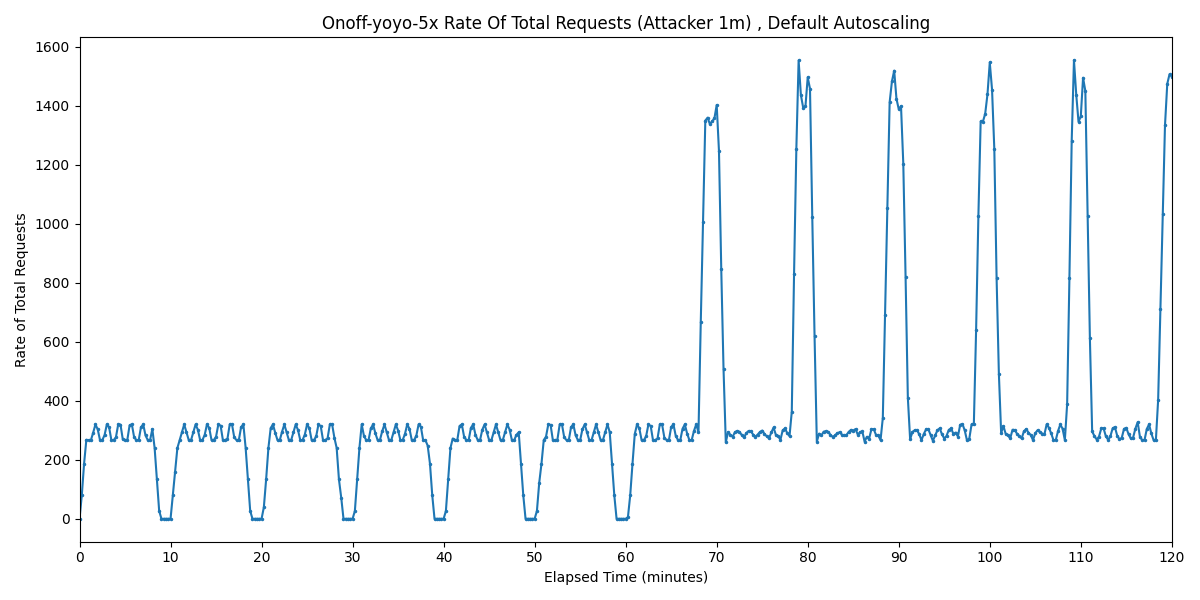 Onoff-yoyo-5x Rate Of Total Requests (Attacker 1m) , Default Autoscaling
Rate of Total Requests
1600
1400
1200
1000
800
600
400
200
0
0 10 20 30 40 50 60 70 80 90 100 110 120
Elapsed Time (minutes)